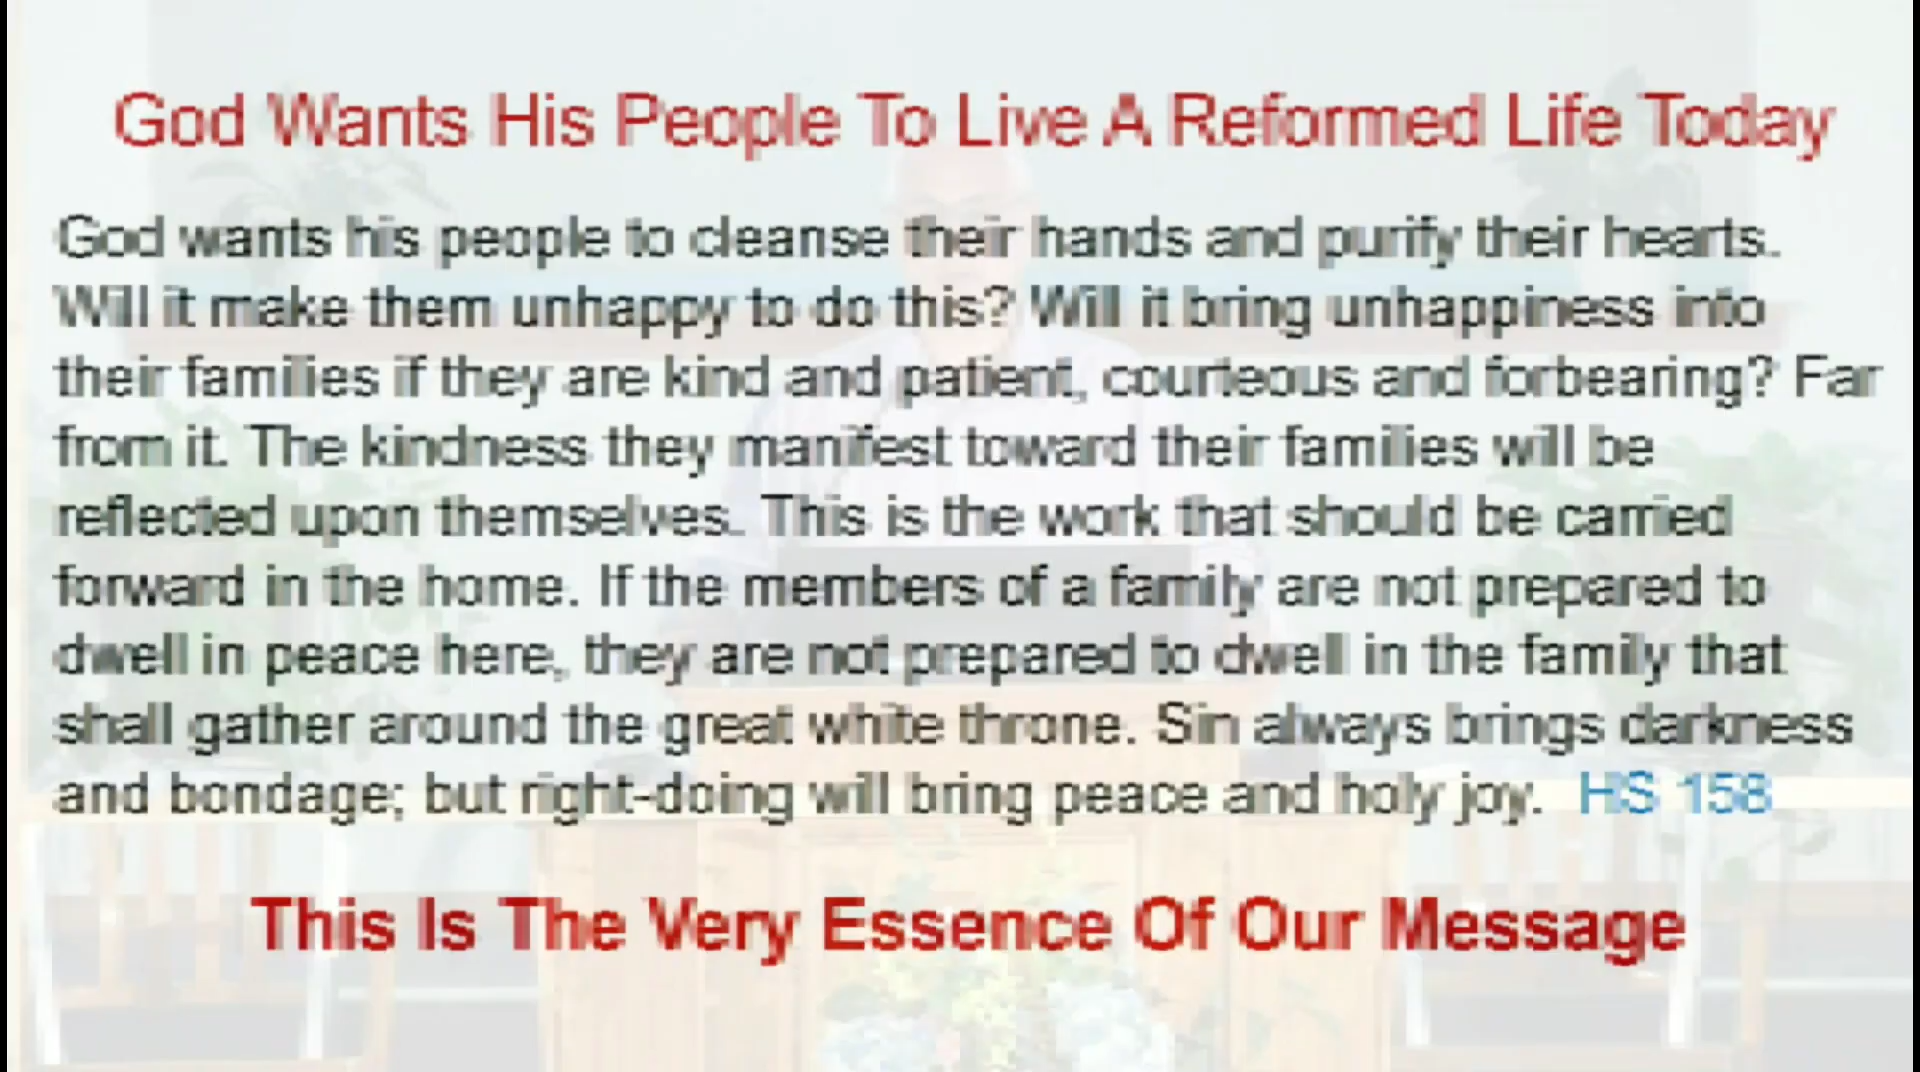 God Wants His People To Live A Reformed Life Today
God wants his people to cleanse their hands and purify their hearts.
Will it make them unhappy to do this? Will it bring unhappiness into
their families if they are kind and patient, courteous and forbearing? Far
from it. The kindness they manifest toward their families will be
reflected upon themselves. This is the work that should be carried
forward in the home. If the members of a family are not prepared to
dwell in peace here, they are not prepared to dwell in the family that
shall gather around the great white throne. Sin always brings darkness
and bondage; but right-doing will bring peace and holy joy. HS 158
This Is The Very Essence Of Our Message